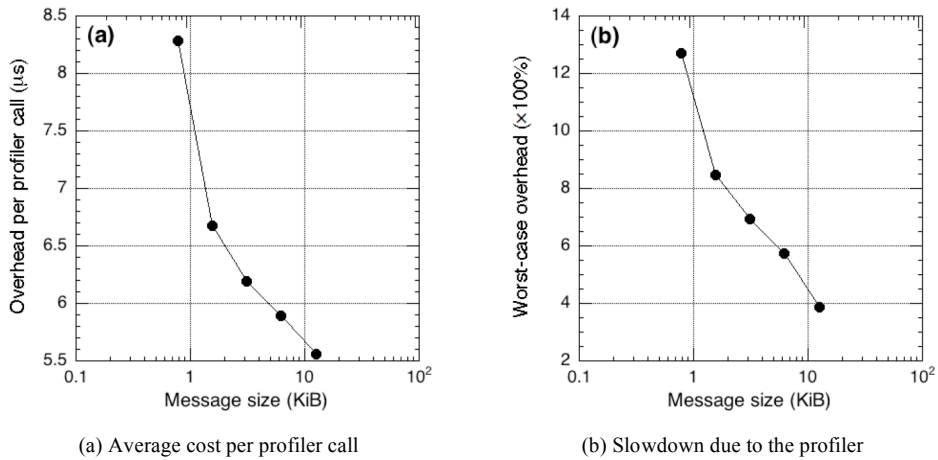 (a)
Overhead per profiler call (μs)
8.5
8
7.5
7
6.5
6
5.5
0.1 1 10 10²
Message size (KiB)
(a) Average cost per profiler call
(b)
Worst-case overhead (×100%)
14
12
10
8
6
4
2
0.1 1 10 10²
Message size (KiB)
(b) Slowdown due to the profiler